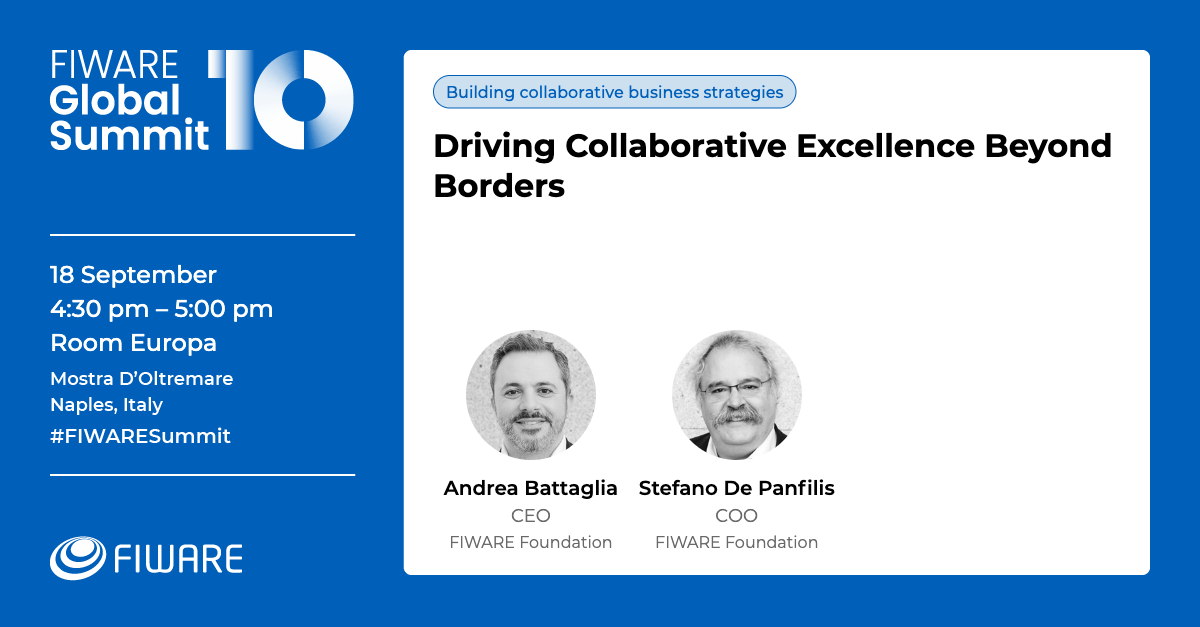 FIWARE
Global
Summit
10
18 September
4:30 pm – 5:00 pm
Room Europa
Mostra D’Oltremare
Naples, Italy
#FIWARESummit
FIWARE
Building collaborative business strategies
Driving Collaborative Excellence Beyond
Borders
Andrea Battaglia
CEO
FIWARE Foundation
Stefano De Panfilis
COO
FIWARE Foundation